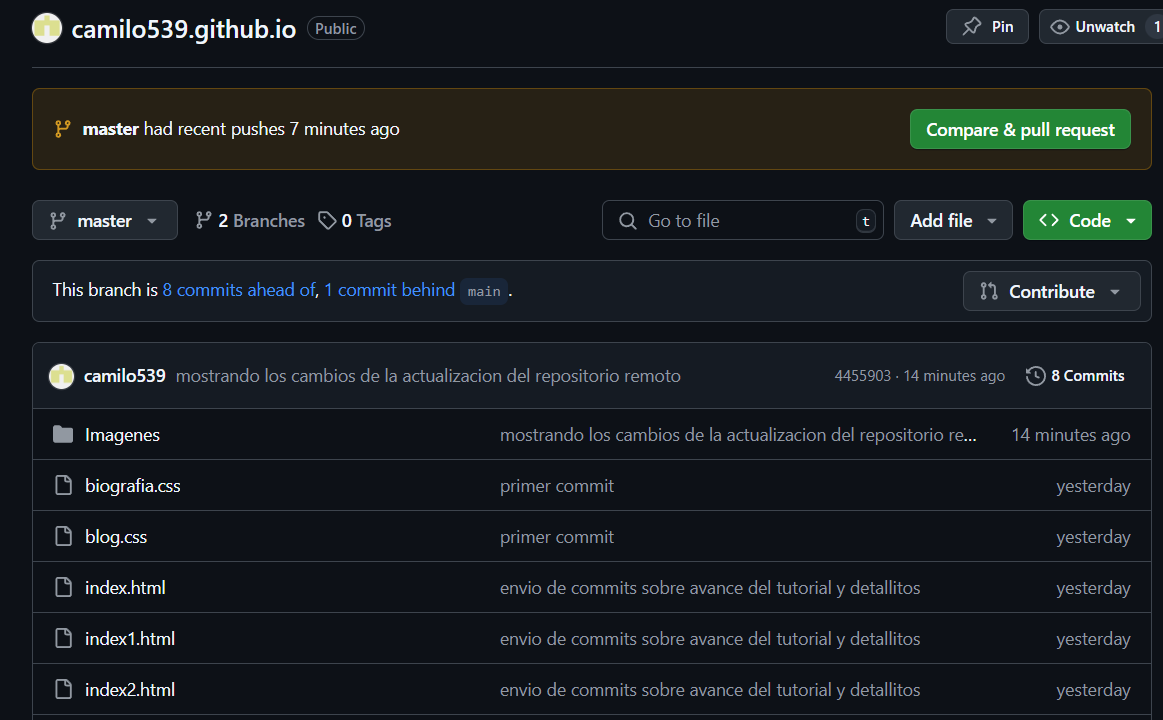 camilo539.github.io Public Pin Unwatch 1
master had recent pushes 7 minutes ago Compare & pull request
master 2 Branches 0 Tags Go to file t Add file Code
This branch is 8 commits ahead of, 1 commit behind main . Contribute
camilo539 mostrando los cambios de la actualizacion del repositorio remoto 4455903 · 14 minutes ago 8 Commits
Imagenes mostrando los cambios de la actualizacion del repositorio re... 14 minutes ago
biografia.css primer commit yesterday
blog.css primer commit yesterday
index.html envio de commits sobre avance del tutorial y detallitos yesterday
index1.html envio de commits sobre avance del tutorial y detallitos yesterday
index2.html envio de commits sobre avance del tutorial y detallitos yesterday